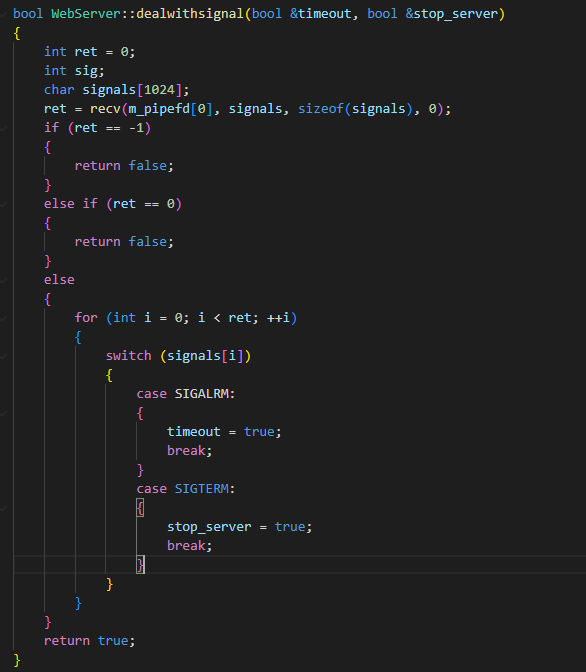 bool WebServer::dealwithsignal(bool &timeout, bool &stop_server)
{
    int ret = 0;
    int sig;
    char signals[1024];
    ret = recv(m_pipefd[0], signals, sizeof(signals), 0);
    if (ret == -1)
    {
        return false;
    }
    else if (ret == 0)
    {
        return false;
    }
    else
    {
        for (int i = 0; i < ret; ++i)
        {
            switch (signals[i])
            {
                case SIGALRM:
                {
                    timeout = true;
                    break;
                }
                case SIGTERM:
                {
                    stop_server = true;
                    break;
                }
            }
        }
    }
    return true;
}